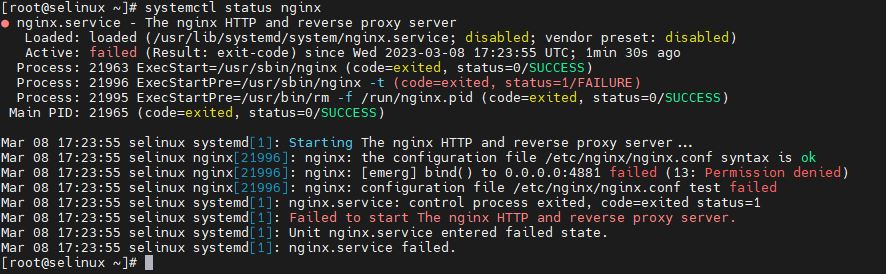 [root@selinux ~]# systemctl status nginx
● nginx.service - The nginx HTTP and reverse proxy server
   Loaded: loaded (/usr/lib/systemd/system/nginx.service; disabled; vendor preset: disabled)
   Active: failed (Result: exit-code) since Wed 2023-03-08 17:23:55 UTC; 1min 30s ago
  Process: 21963 ExecStart=/usr/sbin/nginx (code=exited, status=0/SUCCESS)
  Process: 21996 ExecStartPre=/usr/sbin/nginx -t (code=exited, status=1/FAILURE)
  Process: 21995 ExecStartPre=/usr/bin/rm -f /run/nginx.pid (code=exited, status=0/SUCCESS)
 Main PID: 21965 (code=exited, status=0/SUCCESS)

Mar 08 17:23:55 selinux systemd[1]: Starting The nginx HTTP and reverse proxy server...
Mar 08 17:23:55 selinux nginx[21996]: nginx: the configuration file /etc/nginx/nginx.conf syntax is ok
Mar 08 17:23:55 selinux nginx[21996]: nginx: [emerg] bind() to 0.0.0.0:4881 failed (13: Permission denied)
Mar 08 17:23:55 selinux nginx[21996]: nginx: configuration file /etc/nginx/nginx.conf test failed
Mar 08 17:23:55 selinux systemd[1]: nginx.service: control process exited, code=exited status=1
Mar 08 17:23:55 selinux systemd[1]: Failed to start The nginx HTTP and reverse proxy server.
Mar 08 17:23:55 selinux systemd[1]: Unit nginx.service entered failed state.
Mar 08 17:23:55 selinux systemd[1]: nginx.service failed.
[root@selinux ~]#